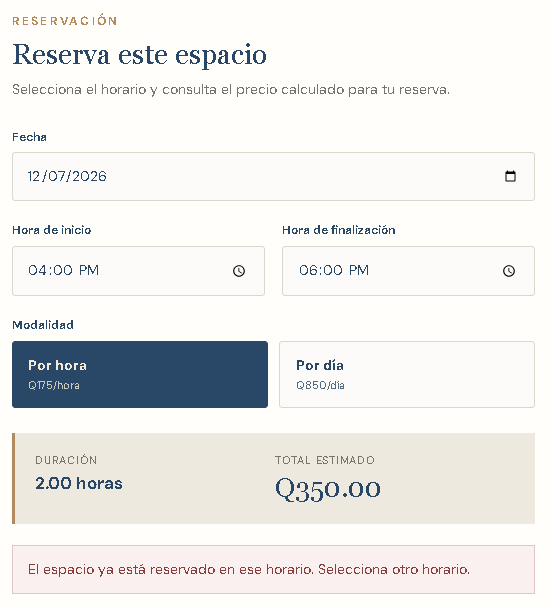 RESERVACIÓN
Reserva este espacio
Selecciona el horario y consulta el precio calculado para tu reserva.
Fecha
12/07/2026
Hora de inicio
Hora de finalización
04:00 PM
06:00 PM
Modalidad
Por hora
Q175/hora
Por día
Q850/día
DURACIÓN
2.00 horas
TOTAL ESTIMADO
Q350.00
El espacio ya está reservado en ese horario. Selecciona otro horario.